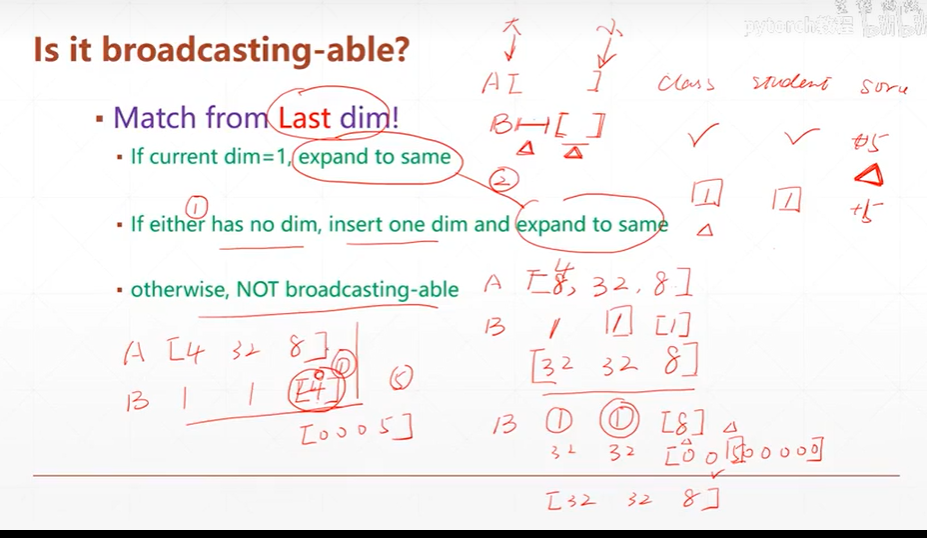 pytorch教程
Is it broadcasting-able?
大 小
A [ ]
class student
Match from Last dim!
B [ ]
+5
If current dim=1, expand to same
②
1 1
+5
①
If either has no dim, insert one dim and expand to same
4
A [8, 32, 8]
otherwise, NOT broadcasting-able
B 1 1 [1]
A [4 32 8]
[32 32 8]
B 1 1 [4]
[0 0 0 5]
B ① ① [8]
32 32 [0 0 5 0 0 0 0 0]
[32 32 8]